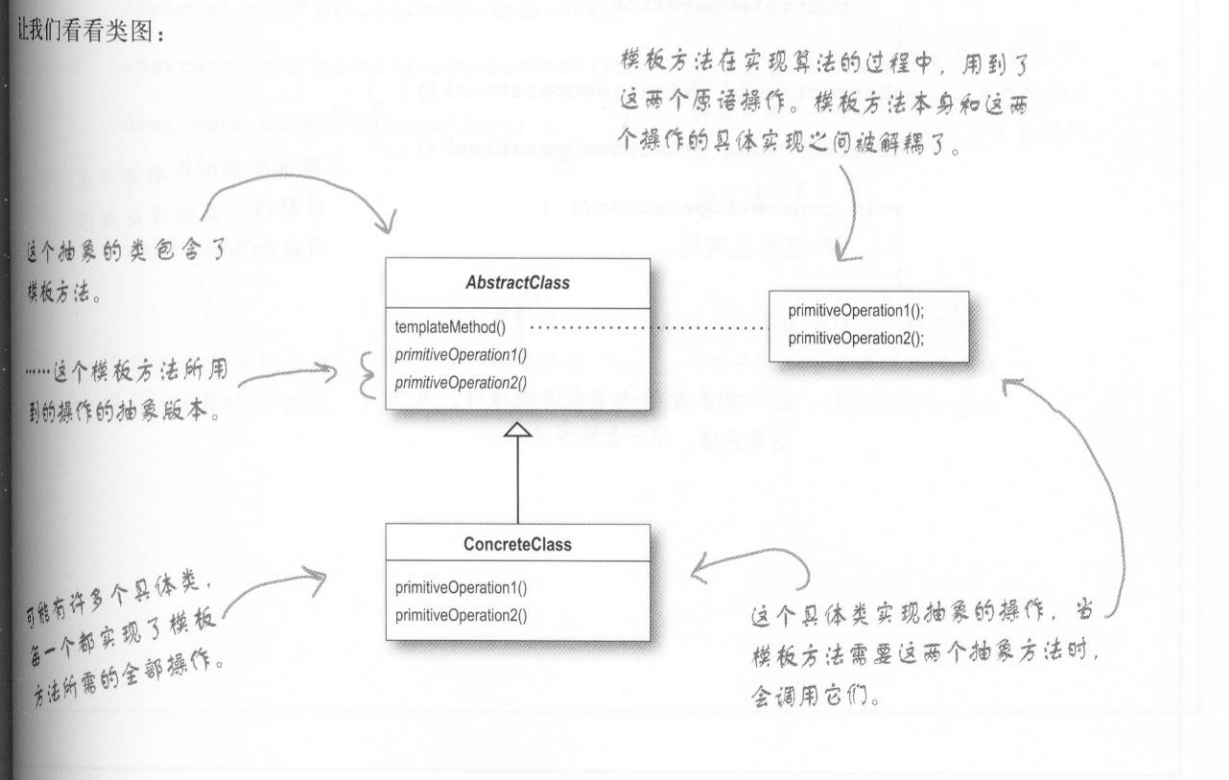 让我们看看类图：
模板方法在实现算法的过程中，用到了
这两个原语操作。模板方法本身和这两
个操作的具体实现之间被解耦了。
这个抽象的类包含了
模板方法。
AbstractClass
templateMethod()
primitiveOperation1()
primitiveOperation2()
primitiveOperation1();
primitiveOperation2();
……这个模板方法所用
到的操作的抽象版本。
ConcreteClass
primitiveOperation1()
primitiveOperation2()
可能有许多个具体类，
每一个都实现了模板
方法所需的全部操作。
这个具体类实现抽象的操作，当
模板方法需要这两个抽象方法时，
会调用它们。